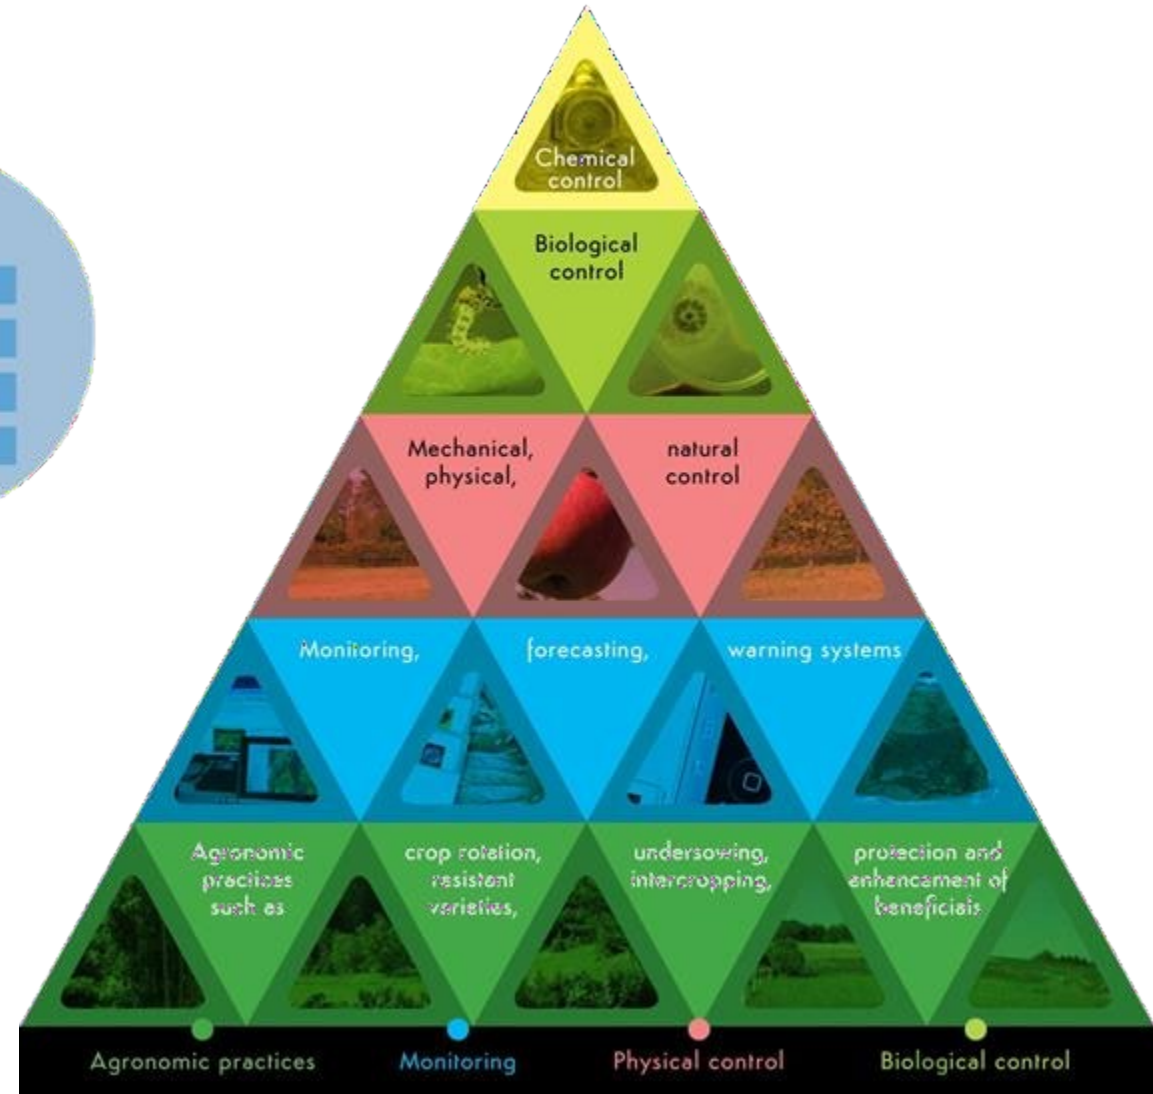 Chemical
control
Biological
control
Mechanical,
physical,
natural
control
Monitoring,
forecasting,
warning systems
Agronomic
practices
such as
crop rotation,
resistant
varieties,
undersowing,
intercropping,
protection and
enhancement of
beneficials
Agronomic practices
Monitoring
Physical control
Biological control